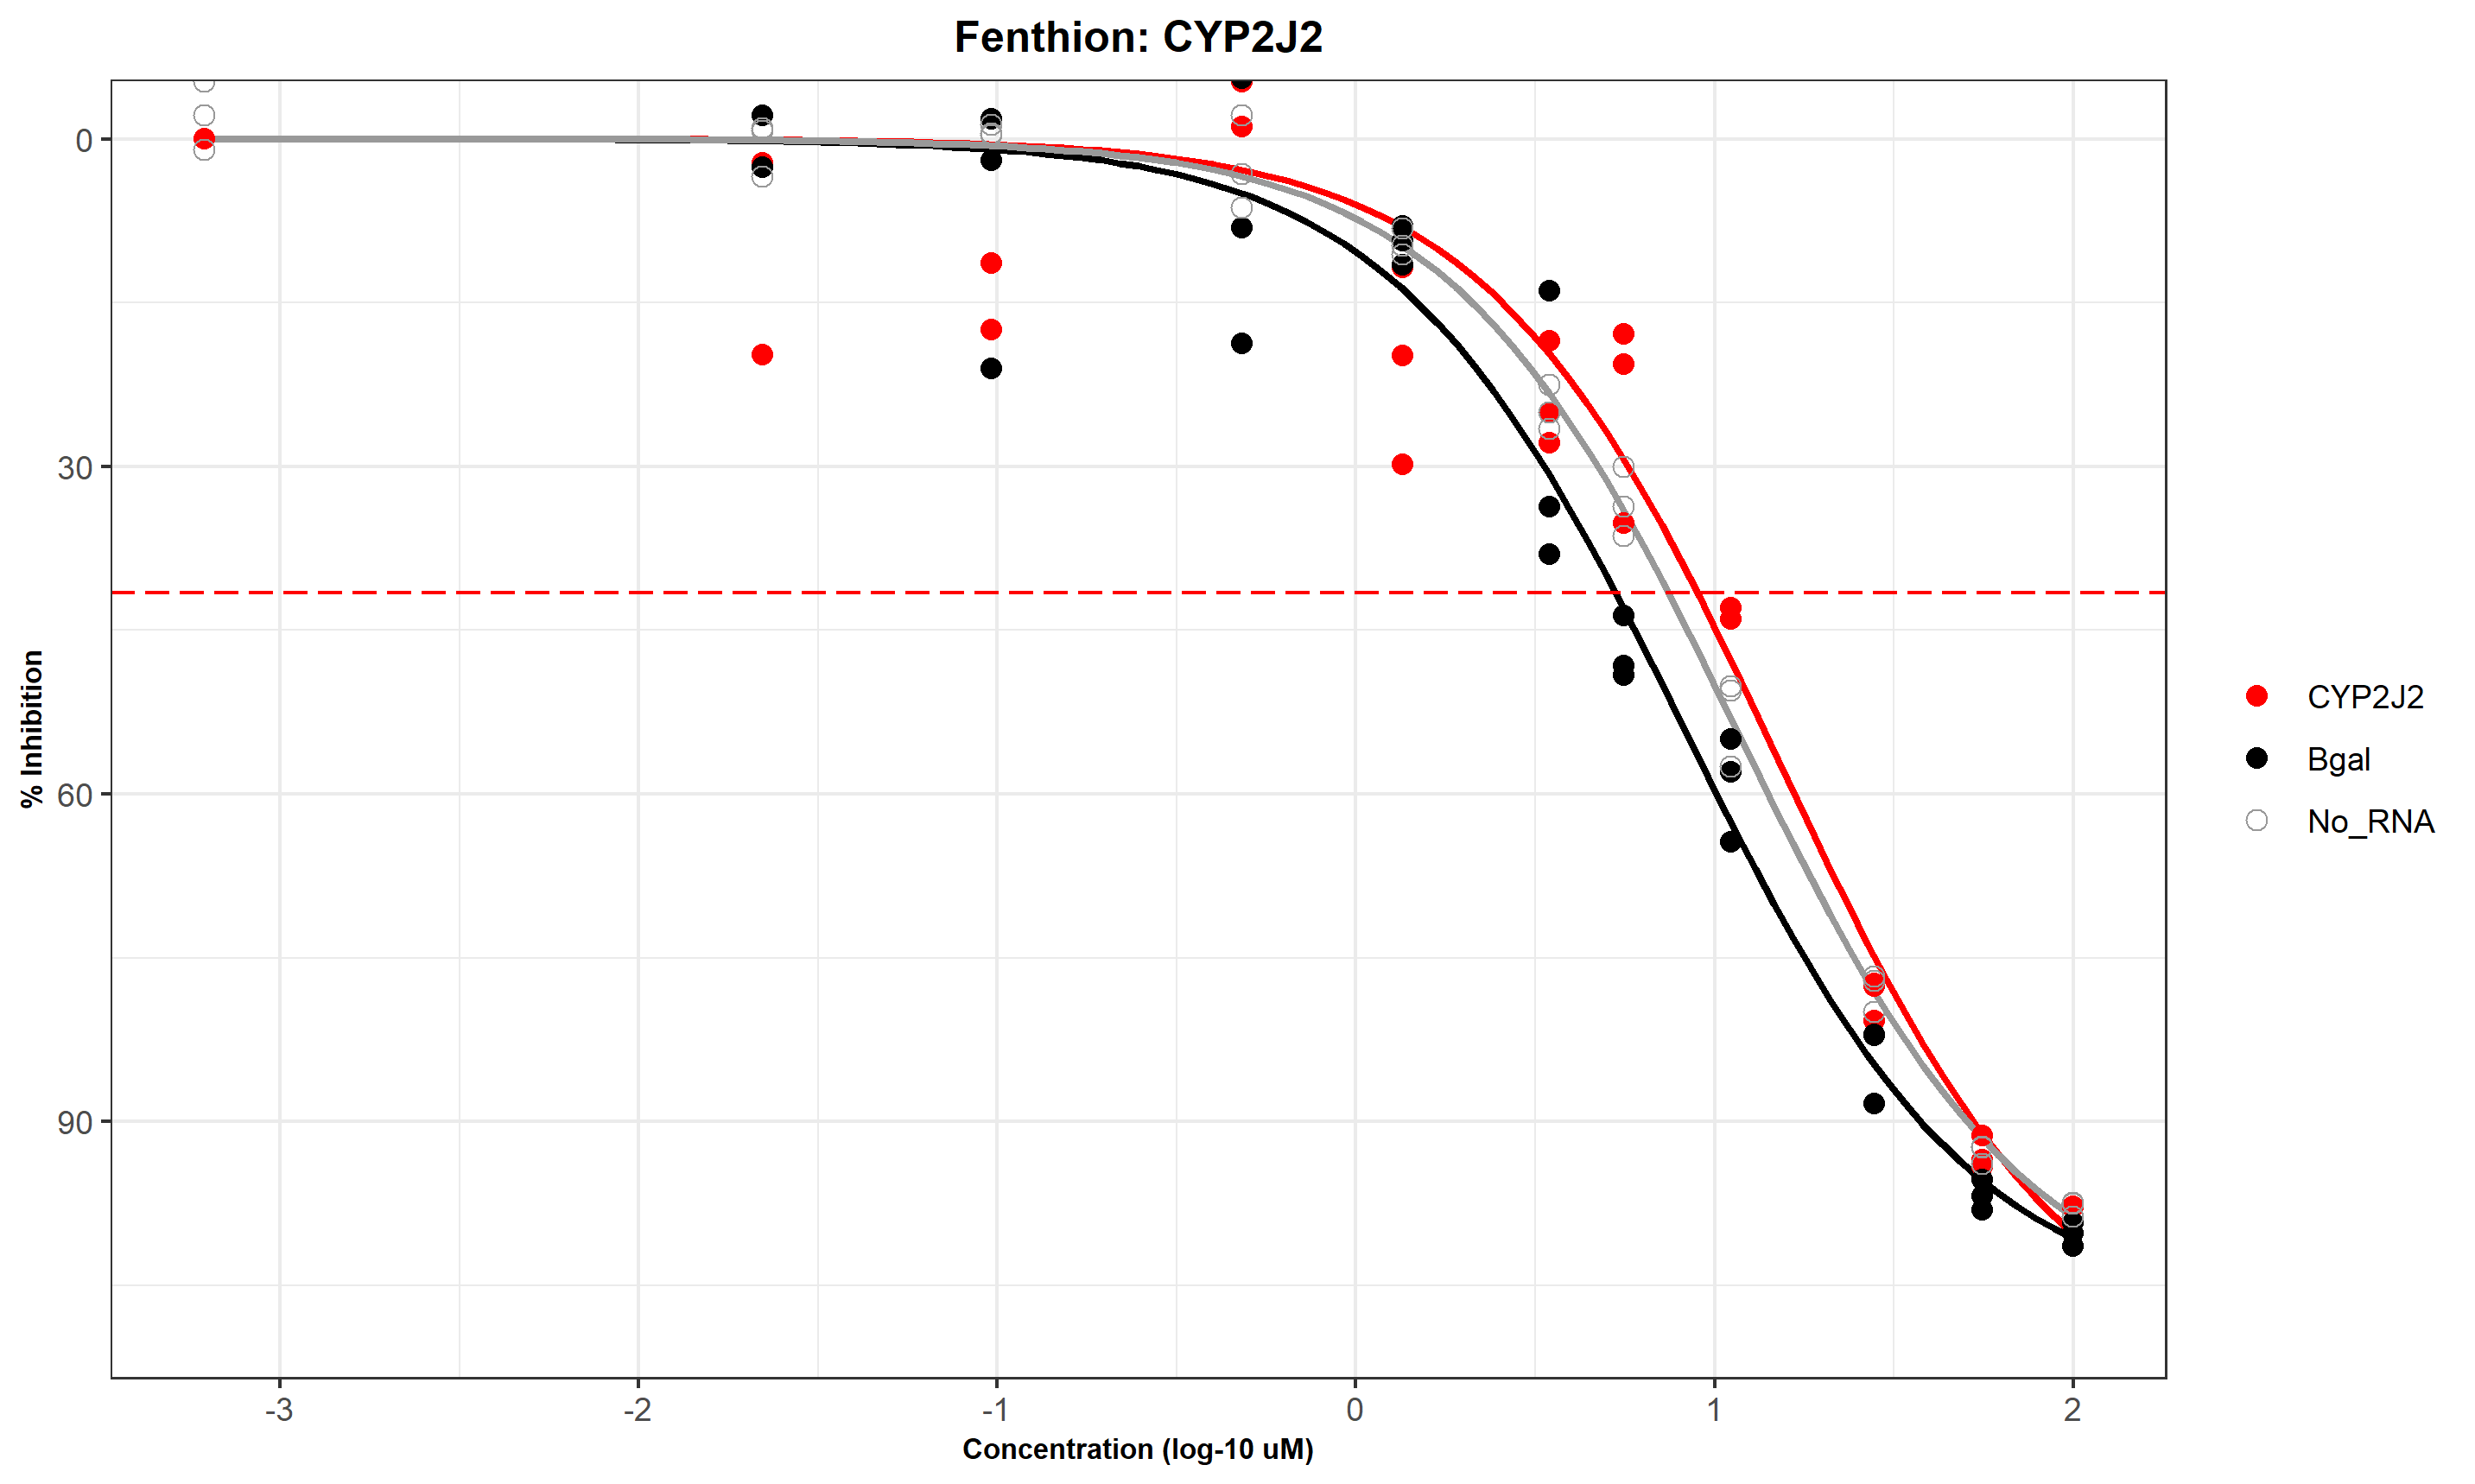 Fenthion: CYP2J2
% Inhibition
0
30
60
90
-3
-2
-1
0
1
2
Concentration (log-10 uM)
CYP2J2
Bgal
No_RNA